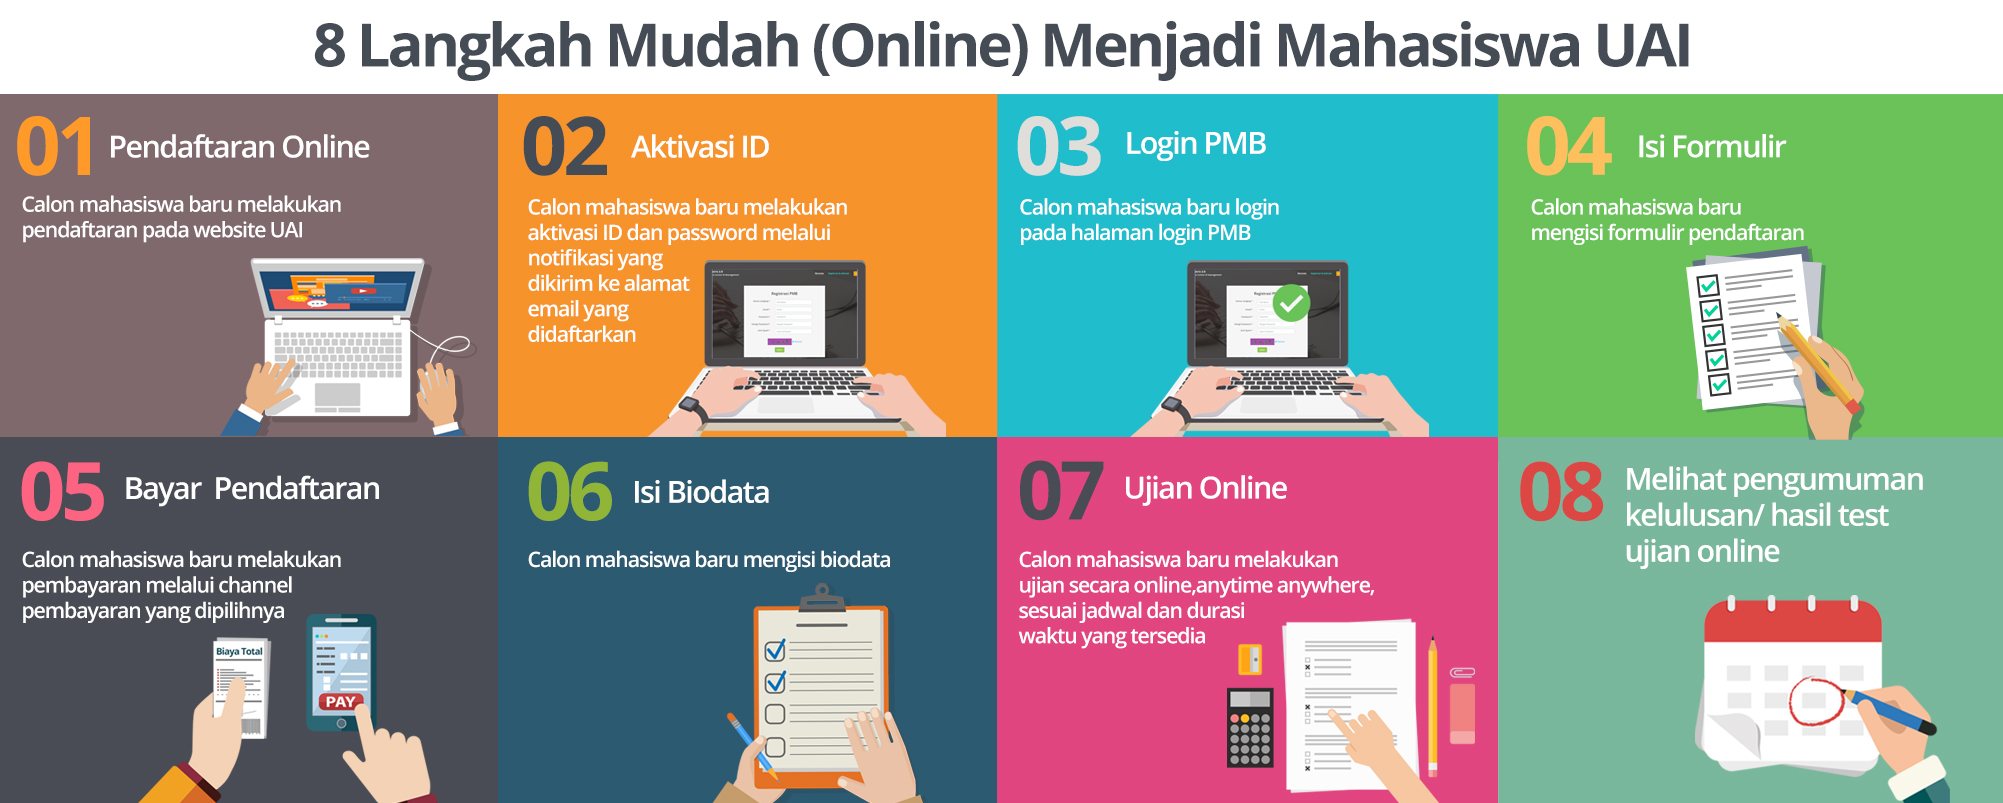 8 Langkah Mudah (Online) Menjadi Mahasiswa UAI
01 Pendaftaran Online
Calon mahasiswa baru melakukan
pendaftaran pada website UAI
02 Aktivasi ID
Calon mahasiswa baru melakukan
aktivasi ID dan password melalui
notifikasi yang
dikirim ke alamat
email yang
didaftarkan
Registrasi PMB
03 Login PMB
Calon mahasiswa baru login
pada halaman login PMB
04 Isi Formulir
Calon mahasiswa baru
mengisi formulir pendaftaran
05 Bayar  Pendaftaran
Calon mahasiswa baru melakukan
pembayaran melalui channel
pembayaran yang dipilihnya
Biaya Total
PAY
06 Isi Biodata
Calon mahasiswa baru mengisi biodata
07 Ujian Online
Calon mahasiswa baru melakukan
ujian secara online,anytime anywhere,
sesuai jadwal dan durasi
waktu yang tersedia
08 Melihat pengumuman
kelulusan/ hasil test
ujian online